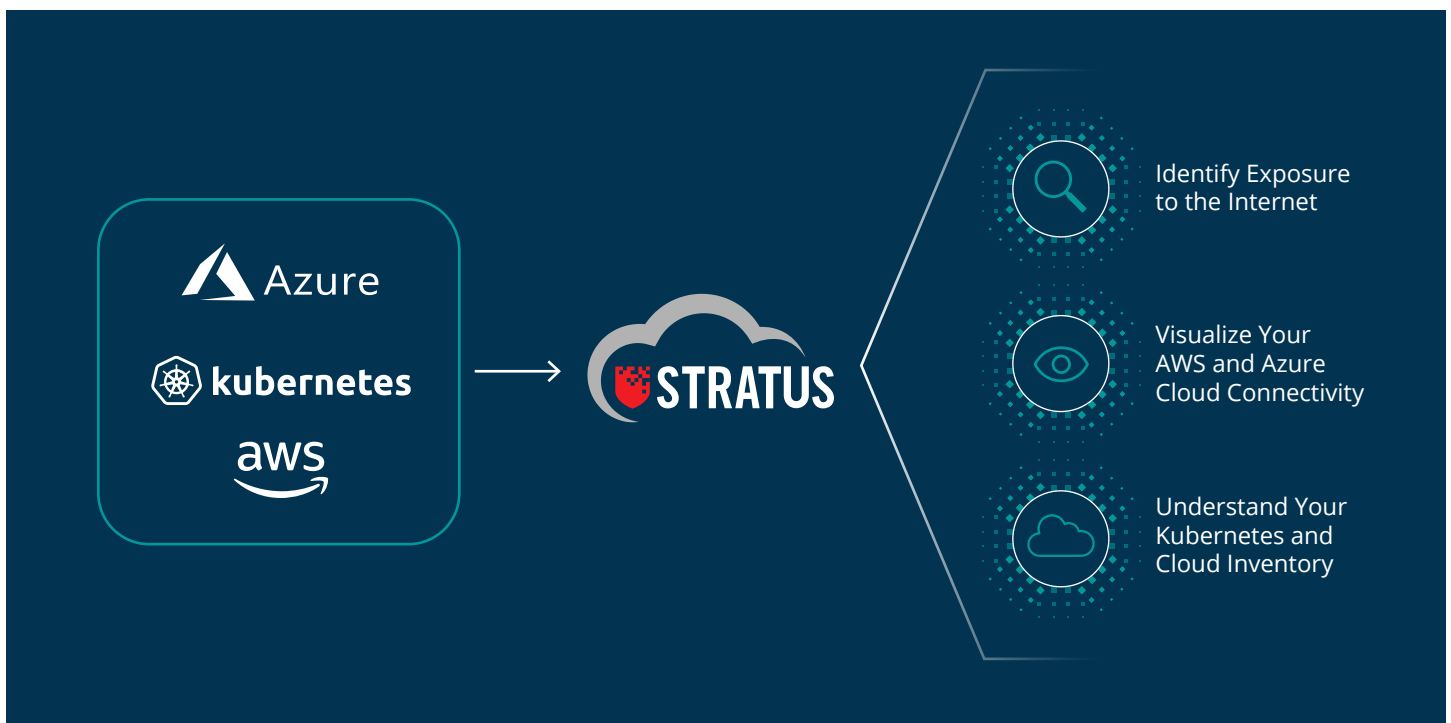 Azure
kubernetes
aws
STRATUS
Identify Exposure
to the Internet
Visualize Your
AWS and Azure
Cloud Connectivity
Understand Your
Kubernetes and
Cloud Inventory